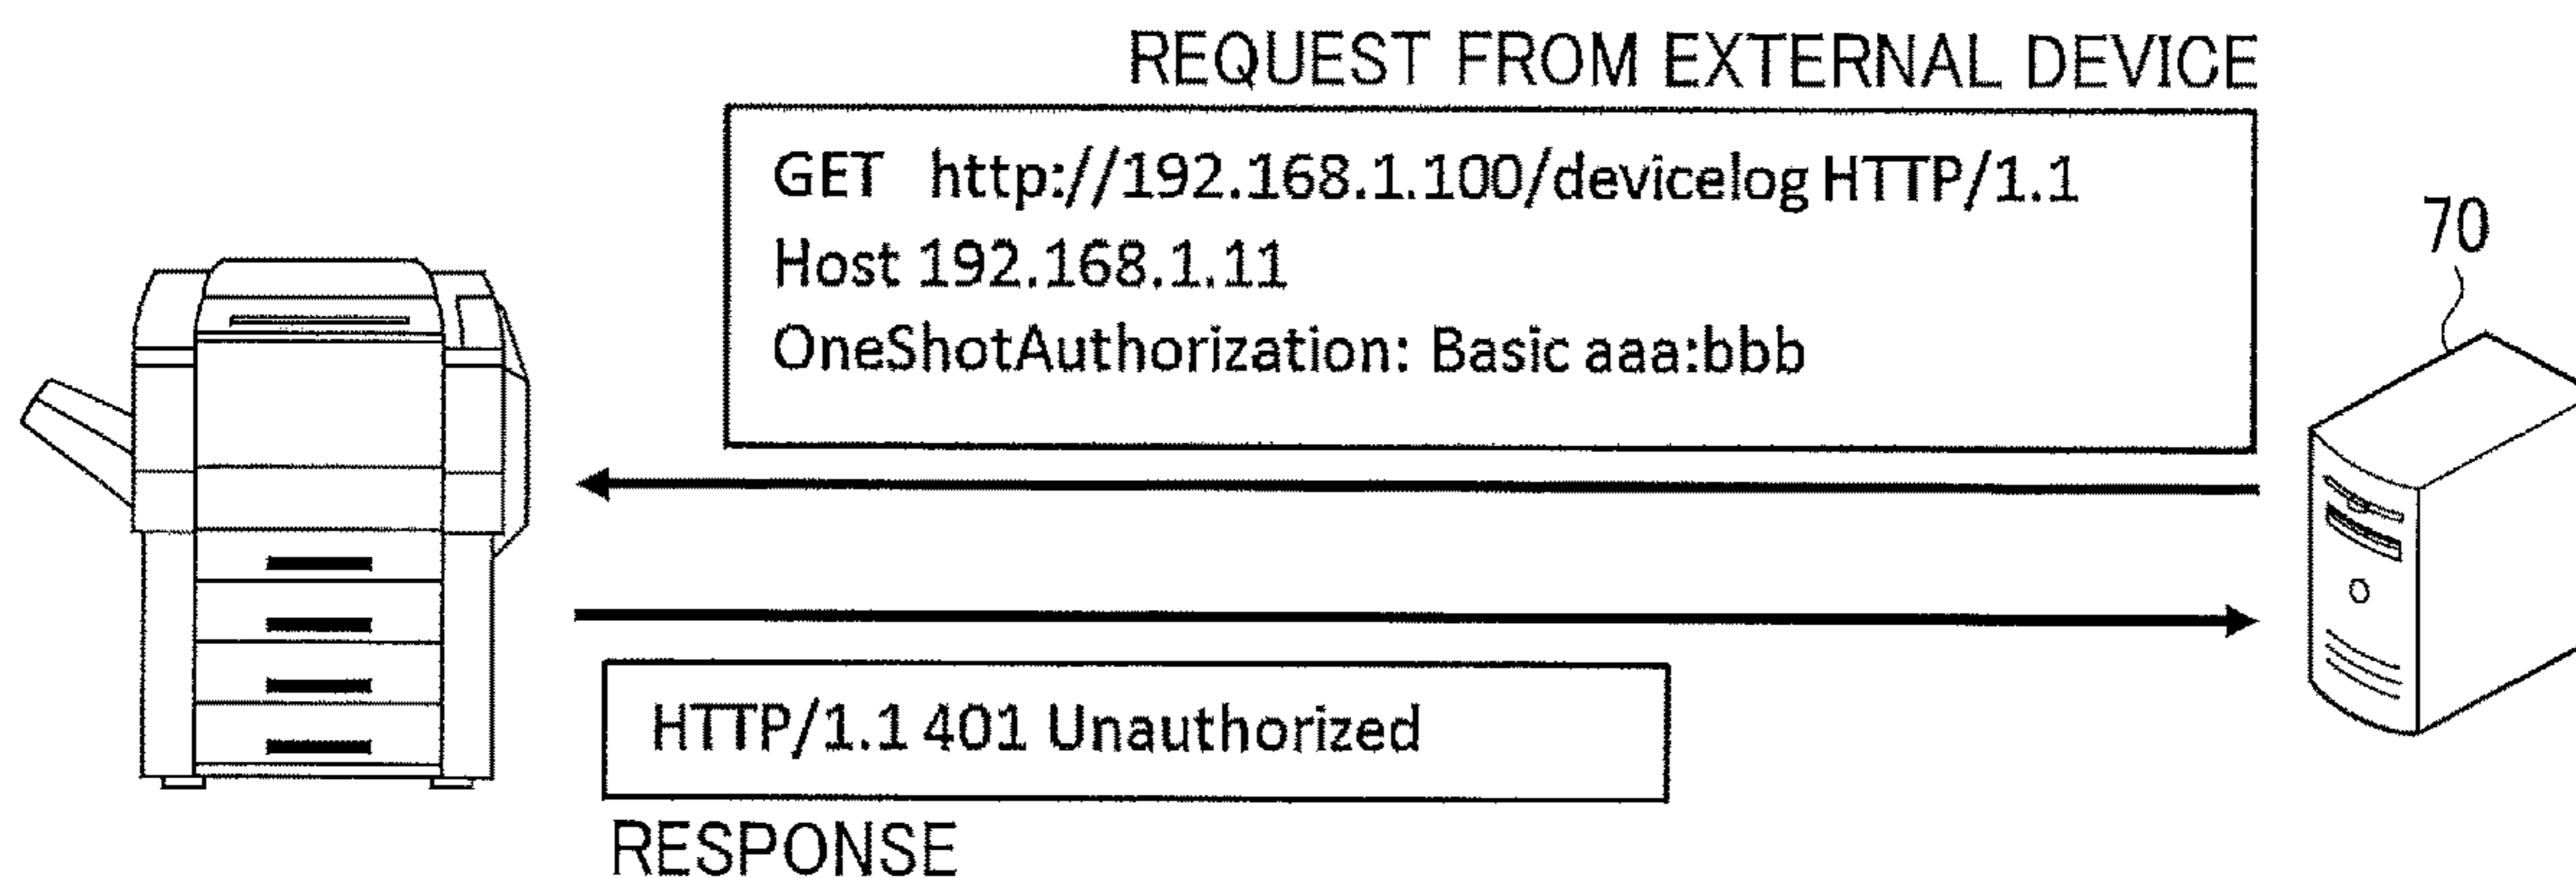 REQUEST FROM EXTERNAL DEVICE
GET http://192.168.1.100/devicelog HTTP/1.1
Host 192.168.1.11
OneShotAuthorization: Basic aaa:bbb
70
HTTP/1.1 401 Unauthorized
RESPONSE